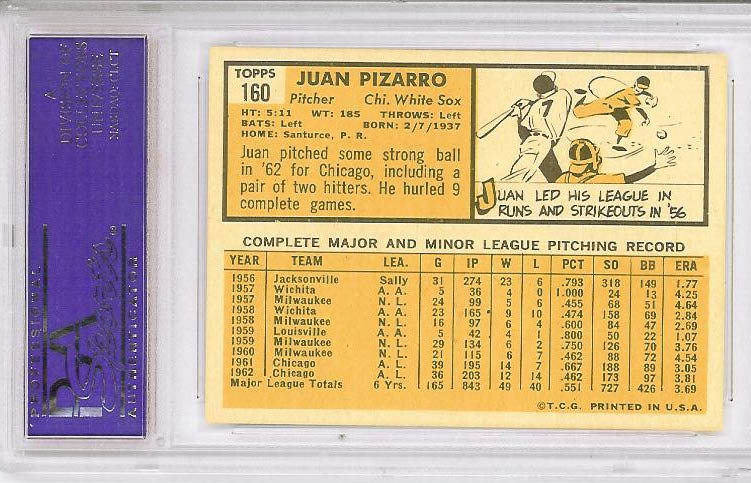 TOPPS
160
JUAN PIZARRO
Pitcher Chi. White Sox
HT: 5:11 WT: 185 THROWS: Left
BATS: Left BORN: 2/7/1937
HOME: Santurce, P. R.
Juan pitched some strong ball
in '62 for Chicago, including a
pair of two hitters. He hurled 9
complete games.
7
JUAN LED HIS LEAGUE IN
RUNS AND STRIKEOUTS IN '56
COMPLETE MAJOR AND MINOR LEAGUE PITCHING RECORD
YEAR TEAM LEA. G IP W L PCT SO BB ERA
1956 Jacksonville Sally 31 274 23 6 .793 318 149 1.77
1957 Wichita A. A. 5 36 4 0 1.000 24 13 4.25
1957 Milwaukee N. L. 24 99 5 6 .455 68 51 4.64
1958 Wichita A. A. 23 165 9 10 .474 158 69 2.84
1958 Milwaukee N. L. 16 97 6 4 .600 84 47 2.69
1959 Louisville A. A. 5 42 4 1 .800 50 22 1.07
1959 Milwaukee N. L. 29 134 6 2 .750 126 70 3.76
1960 Milwaukee N. L. 21 115 6 7 .462 88 72 4.54
1961 Chicago A. L. 39 195 14 7 .667 188 89 3.05
1962 Chicago A. L. 36 203 12 14 .462 173 97 3.81
Major League Totals 6 Yrs. 165 843 49 40 .551 727 426 3.69
©T.C.G. PRINTED IN U.S.A.
A
DIVISION OF
COLLECTORS
UNIVERSE
NASDAQ: CLCT
PROFESSIONAL
PSA
Sports
AUTHENTICATOR